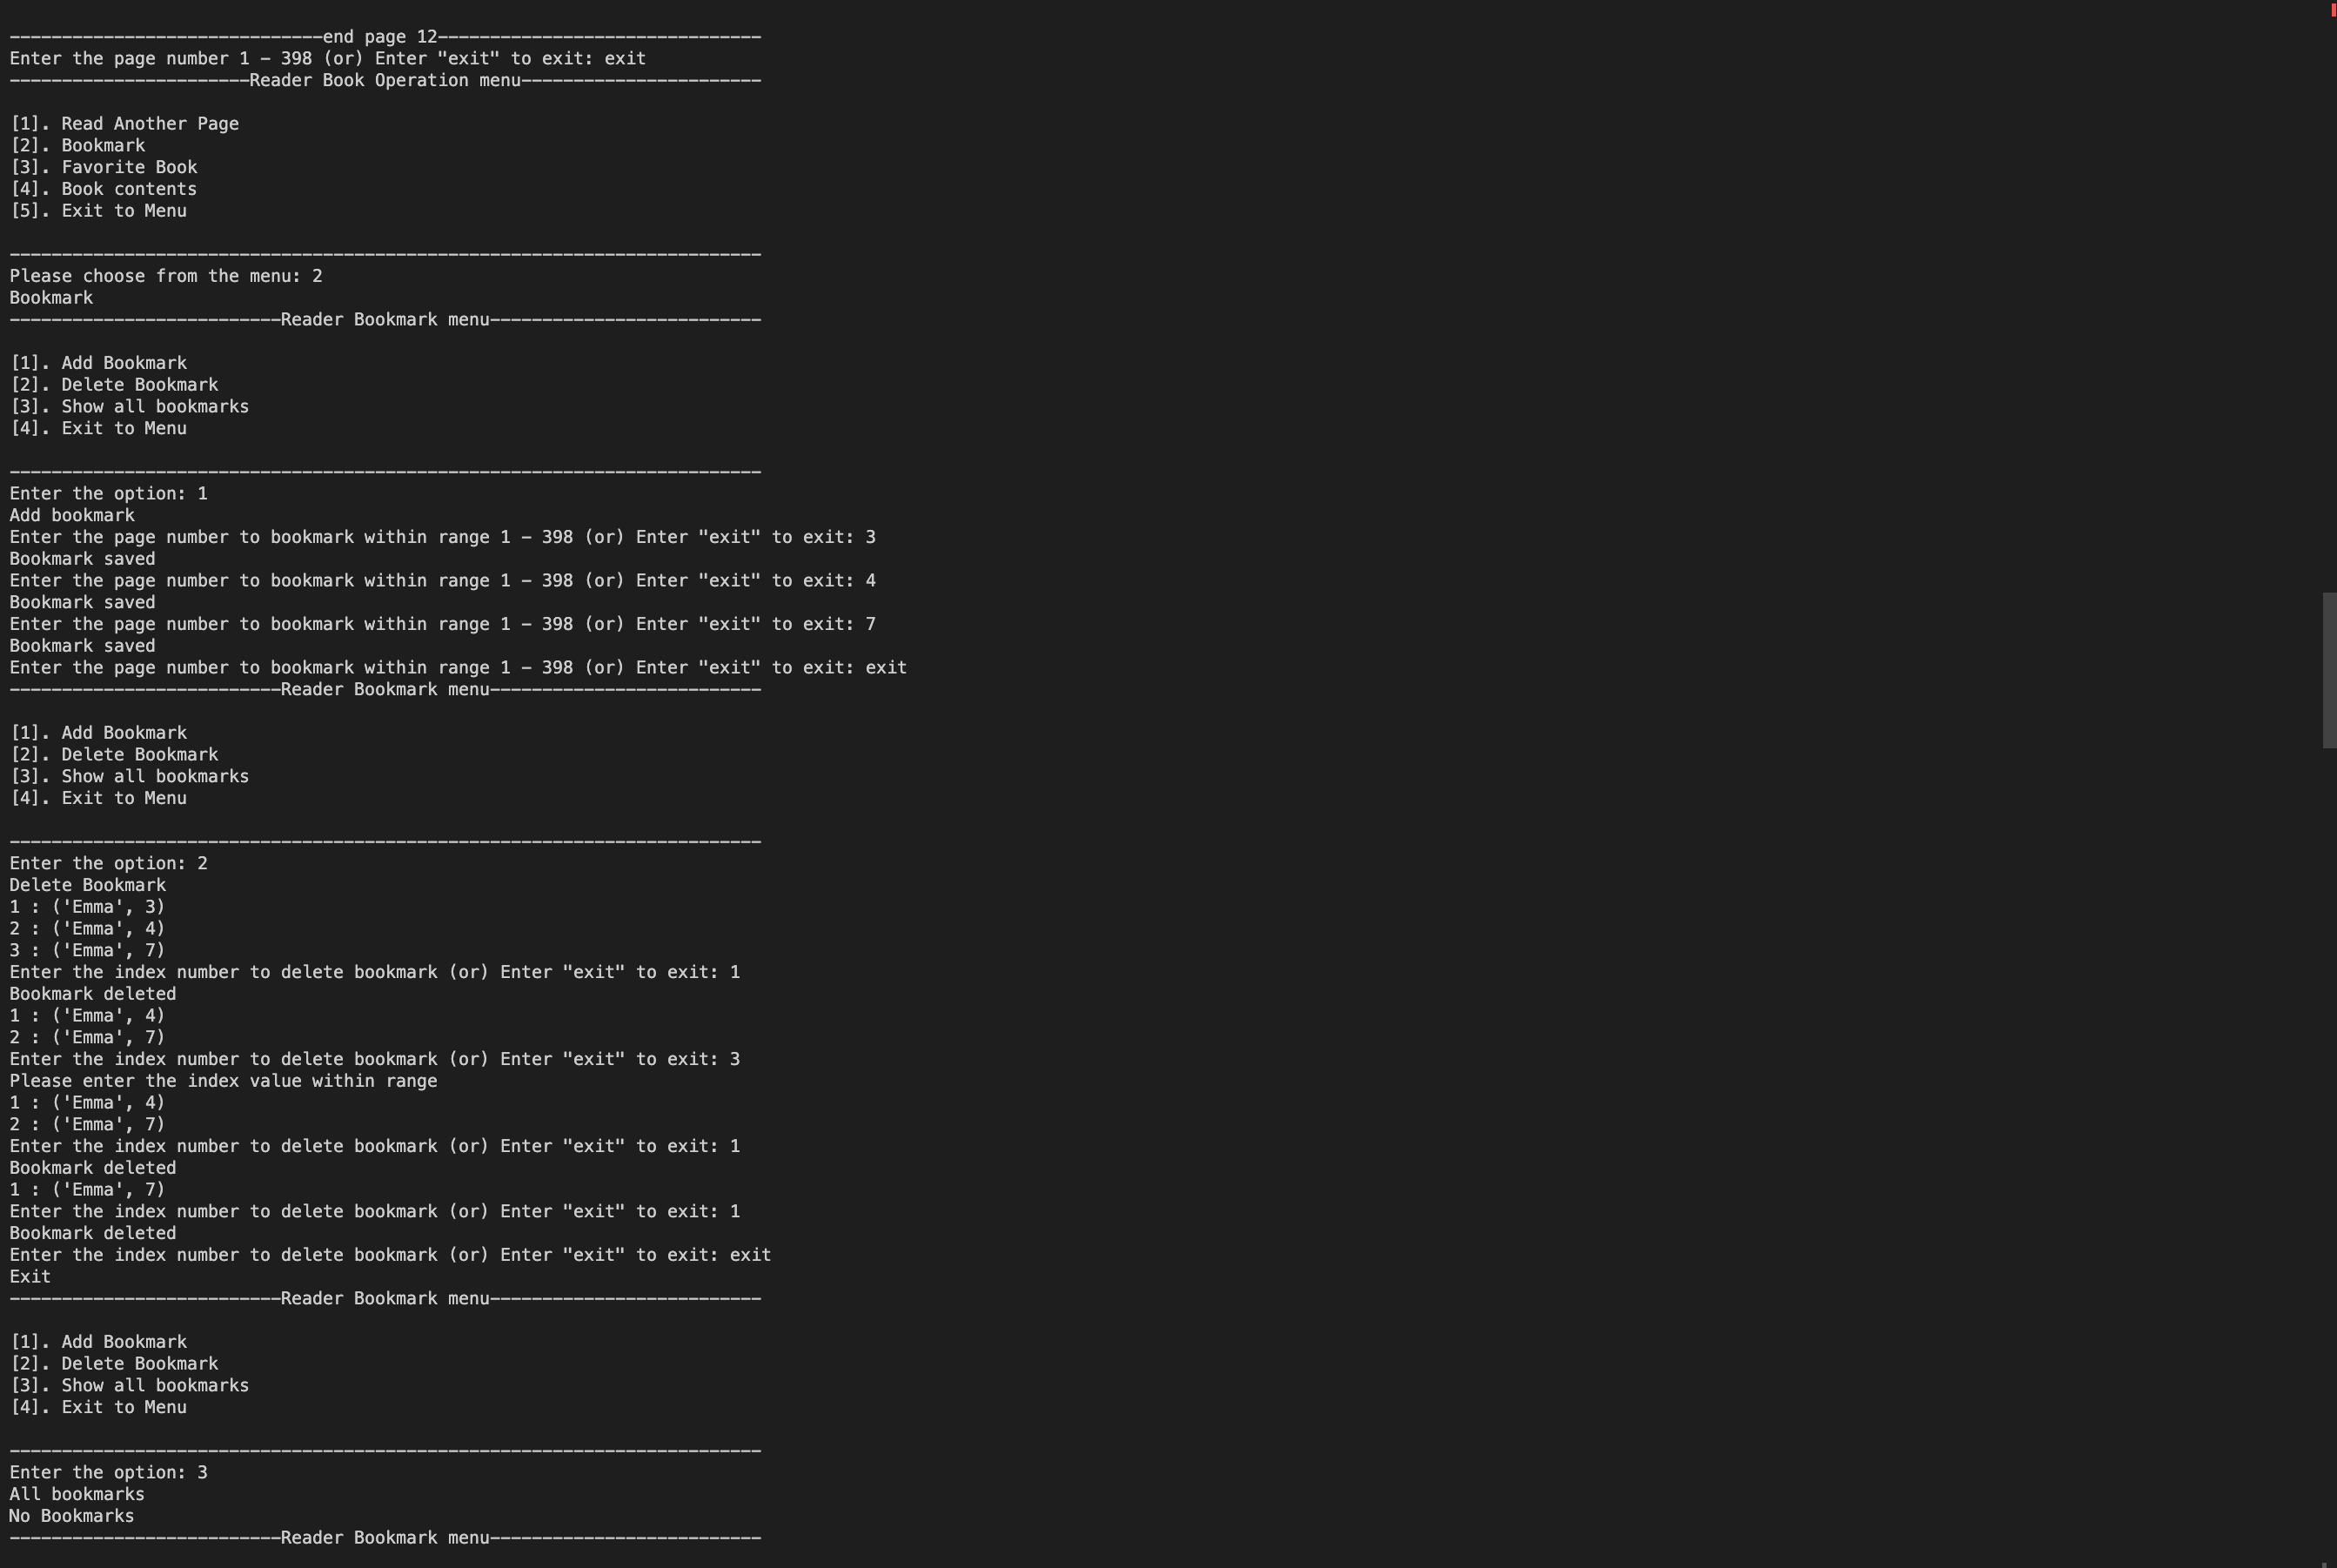 ------------------------------end page 12-------------------------------
Enter the page number 1 - 398 (or) Enter "exit" to exit: exit
-----------------------Reader Book Operation menu-----------------------
[1]. Read Another Page
[2]. Bookmark
[3]. Favorite Book
[4]. Book contents
[5]. Exit to Menu
------------------------------------------------------------------------
Please choose from the menu: 2
Bookmark
--------------------------Reader Bookmark menu--------------------------
[1]. Add Bookmark
[2]. Delete Bookmark
[3]. Show all bookmarks
[4]. Exit to Menu
------------------------------------------------------------------------
Enter the option: 1
Add bookmark
Enter the page number to bookmark within range 1 - 398 (or) Enter "exit" to exit: 3
Bookmark saved
Enter the page number to bookmark within range 1 - 398 (or) Enter "exit" to exit: 4
Bookmark saved
Enter the page number to bookmark within range 1 - 398 (or) Enter "exit" to exit: 7
Bookmark saved
Enter the page number to bookmark within range 1 - 398 (or) Enter "exit" to exit: exit
--------------------------Reader Bookmark menu--------------------------
[1]. Add Bookmark
[2]. Delete Bookmark
[3]. Show all bookmarks
[4]. Exit to Menu
------------------------------------------------------------------------
Enter the option: 2
Delete Bookmark
1 : ('Emma', 3)
2 : ('Emma', 4)
3 : ('Emma', 7)
Enter the index number to delete bookmark (or) Enter "exit" to exit: 1
Bookmark deleted
1 : ('Emma', 4)
2 : ('Emma', 7)
Enter the index number to delete bookmark (or) Enter "exit" to exit: 3
Please enter the index value within range
1 : ('Emma', 4)
2 : ('Emma', 7)
Enter the index number to delete bookmark (or) Enter "exit" to exit: 1
Bookmark deleted
1 : ('Emma', 7)
Enter the index number to delete bookmark (or) Enter "exit" to exit: 1
Bookmark deleted
Enter the index number to delete bookmark (or) Enter "exit" to exit: exit
Exit
--------------------------Reader Bookmark menu--------------------------
[1]. Add Bookmark
[2]. Delete Bookmark
[3]. Show all bookmarks
[4]. Exit to Menu
------------------------------------------------------------------------
Enter the option: 3
All bookmarks
No Bookmarks
--------------------------Reader Bookmark menu--------------------------